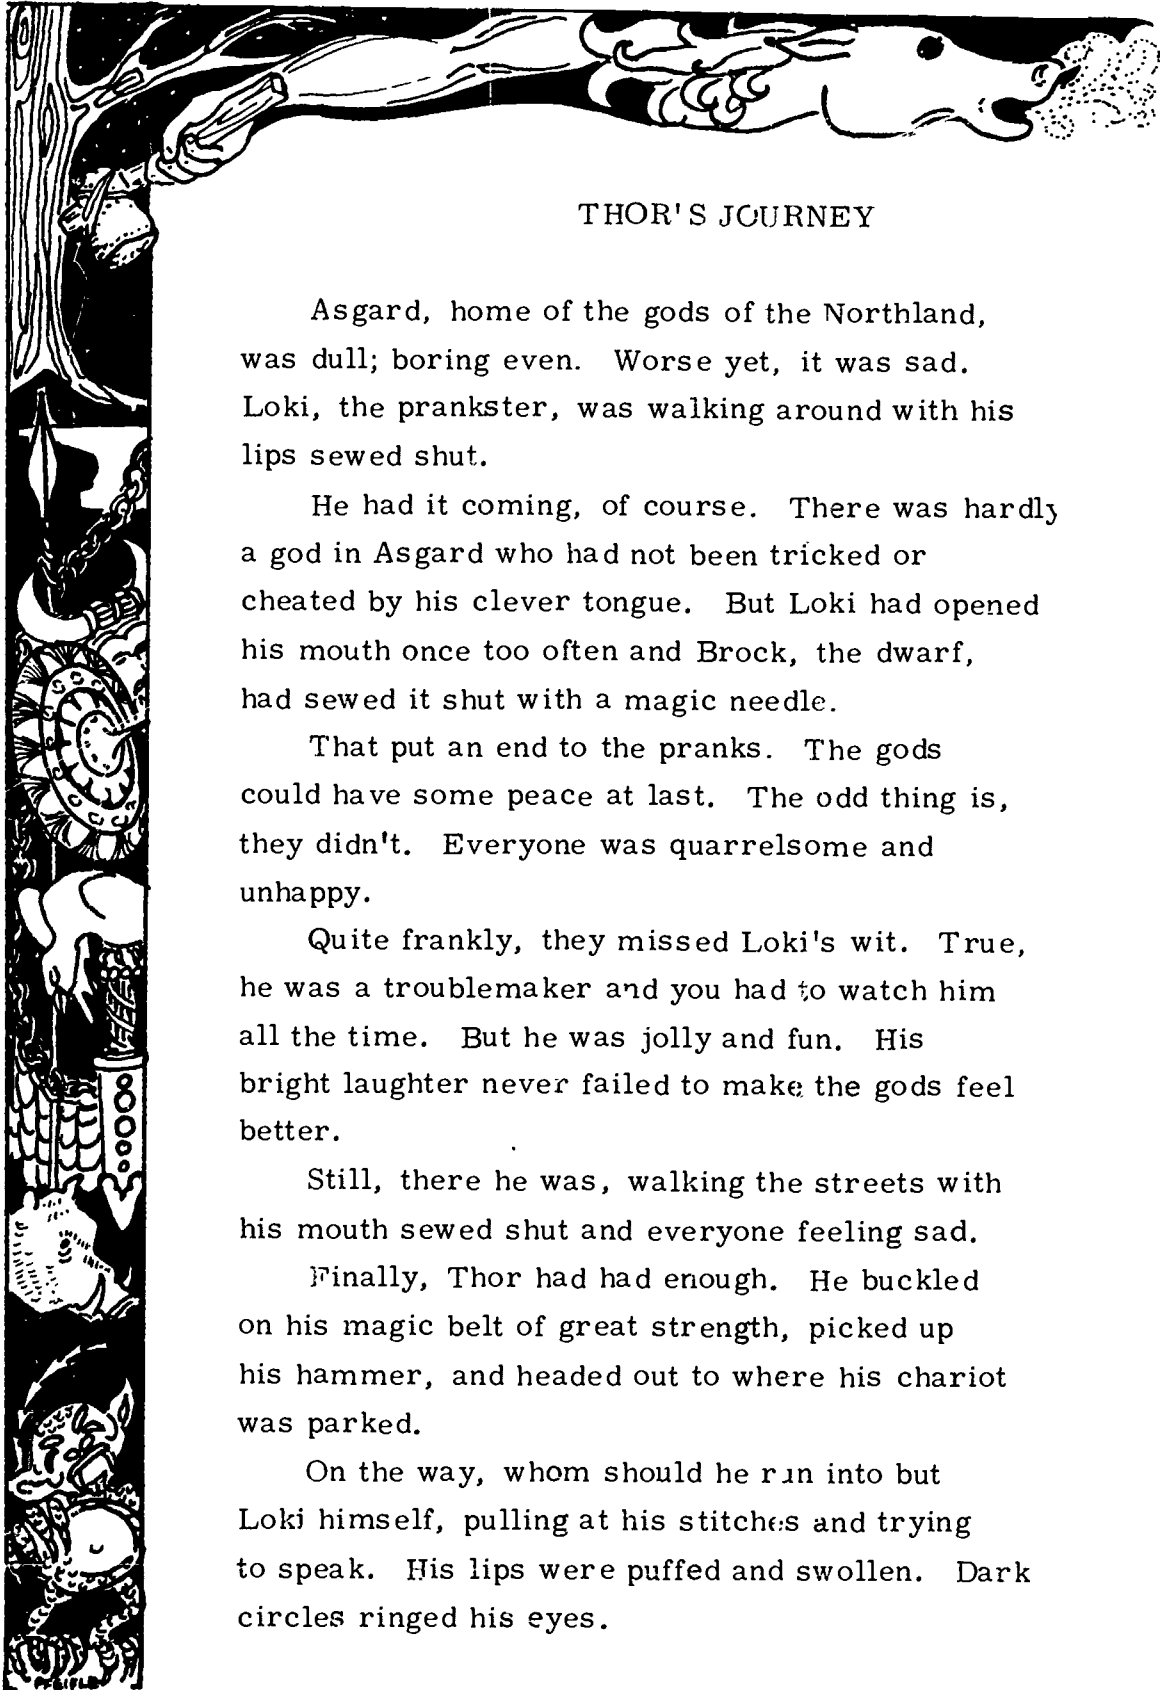 THOR'S JOURNEY
Asgard, home of the gods of the Northland,
was dull; boring even. Worse yet, it was sad.
Loki, the prankster, was walking around with his
lips sewed shut.
He had it coming, of course. There was hardly
a god in Asgard who had not been tricked or
cheated by his clever tongue. But Loki had opened
his mouth once too often and Brock, the dwarf,
had sewed it shut with a magic needle.
That put an end to the pranks. The gods
could have some peace at last. The odd thing is,
they didn't. Everyone was quarrelsome and
unhappy.
Quite frankly, they missed Loki's wit. True,
he was a troublemaker and you had to watch him
all the time. But he was jolly and fun. His
bright laughter never failed to make the gods feel
better.
Still, there he was, walking the streets with
his mouth sewed shut and everyone feeling sad.
Finally, Thor had had enough. He buckled
on his magic belt of great strength, picked up
his hammer, and headed out to where his chariot
was parked.
On the way, whom should he run into but
Loki himself, pulling at his stitches and trying
to speak. His lips were puffed and swollen. Dark
circles ringed his eyes.
PFEIFLE